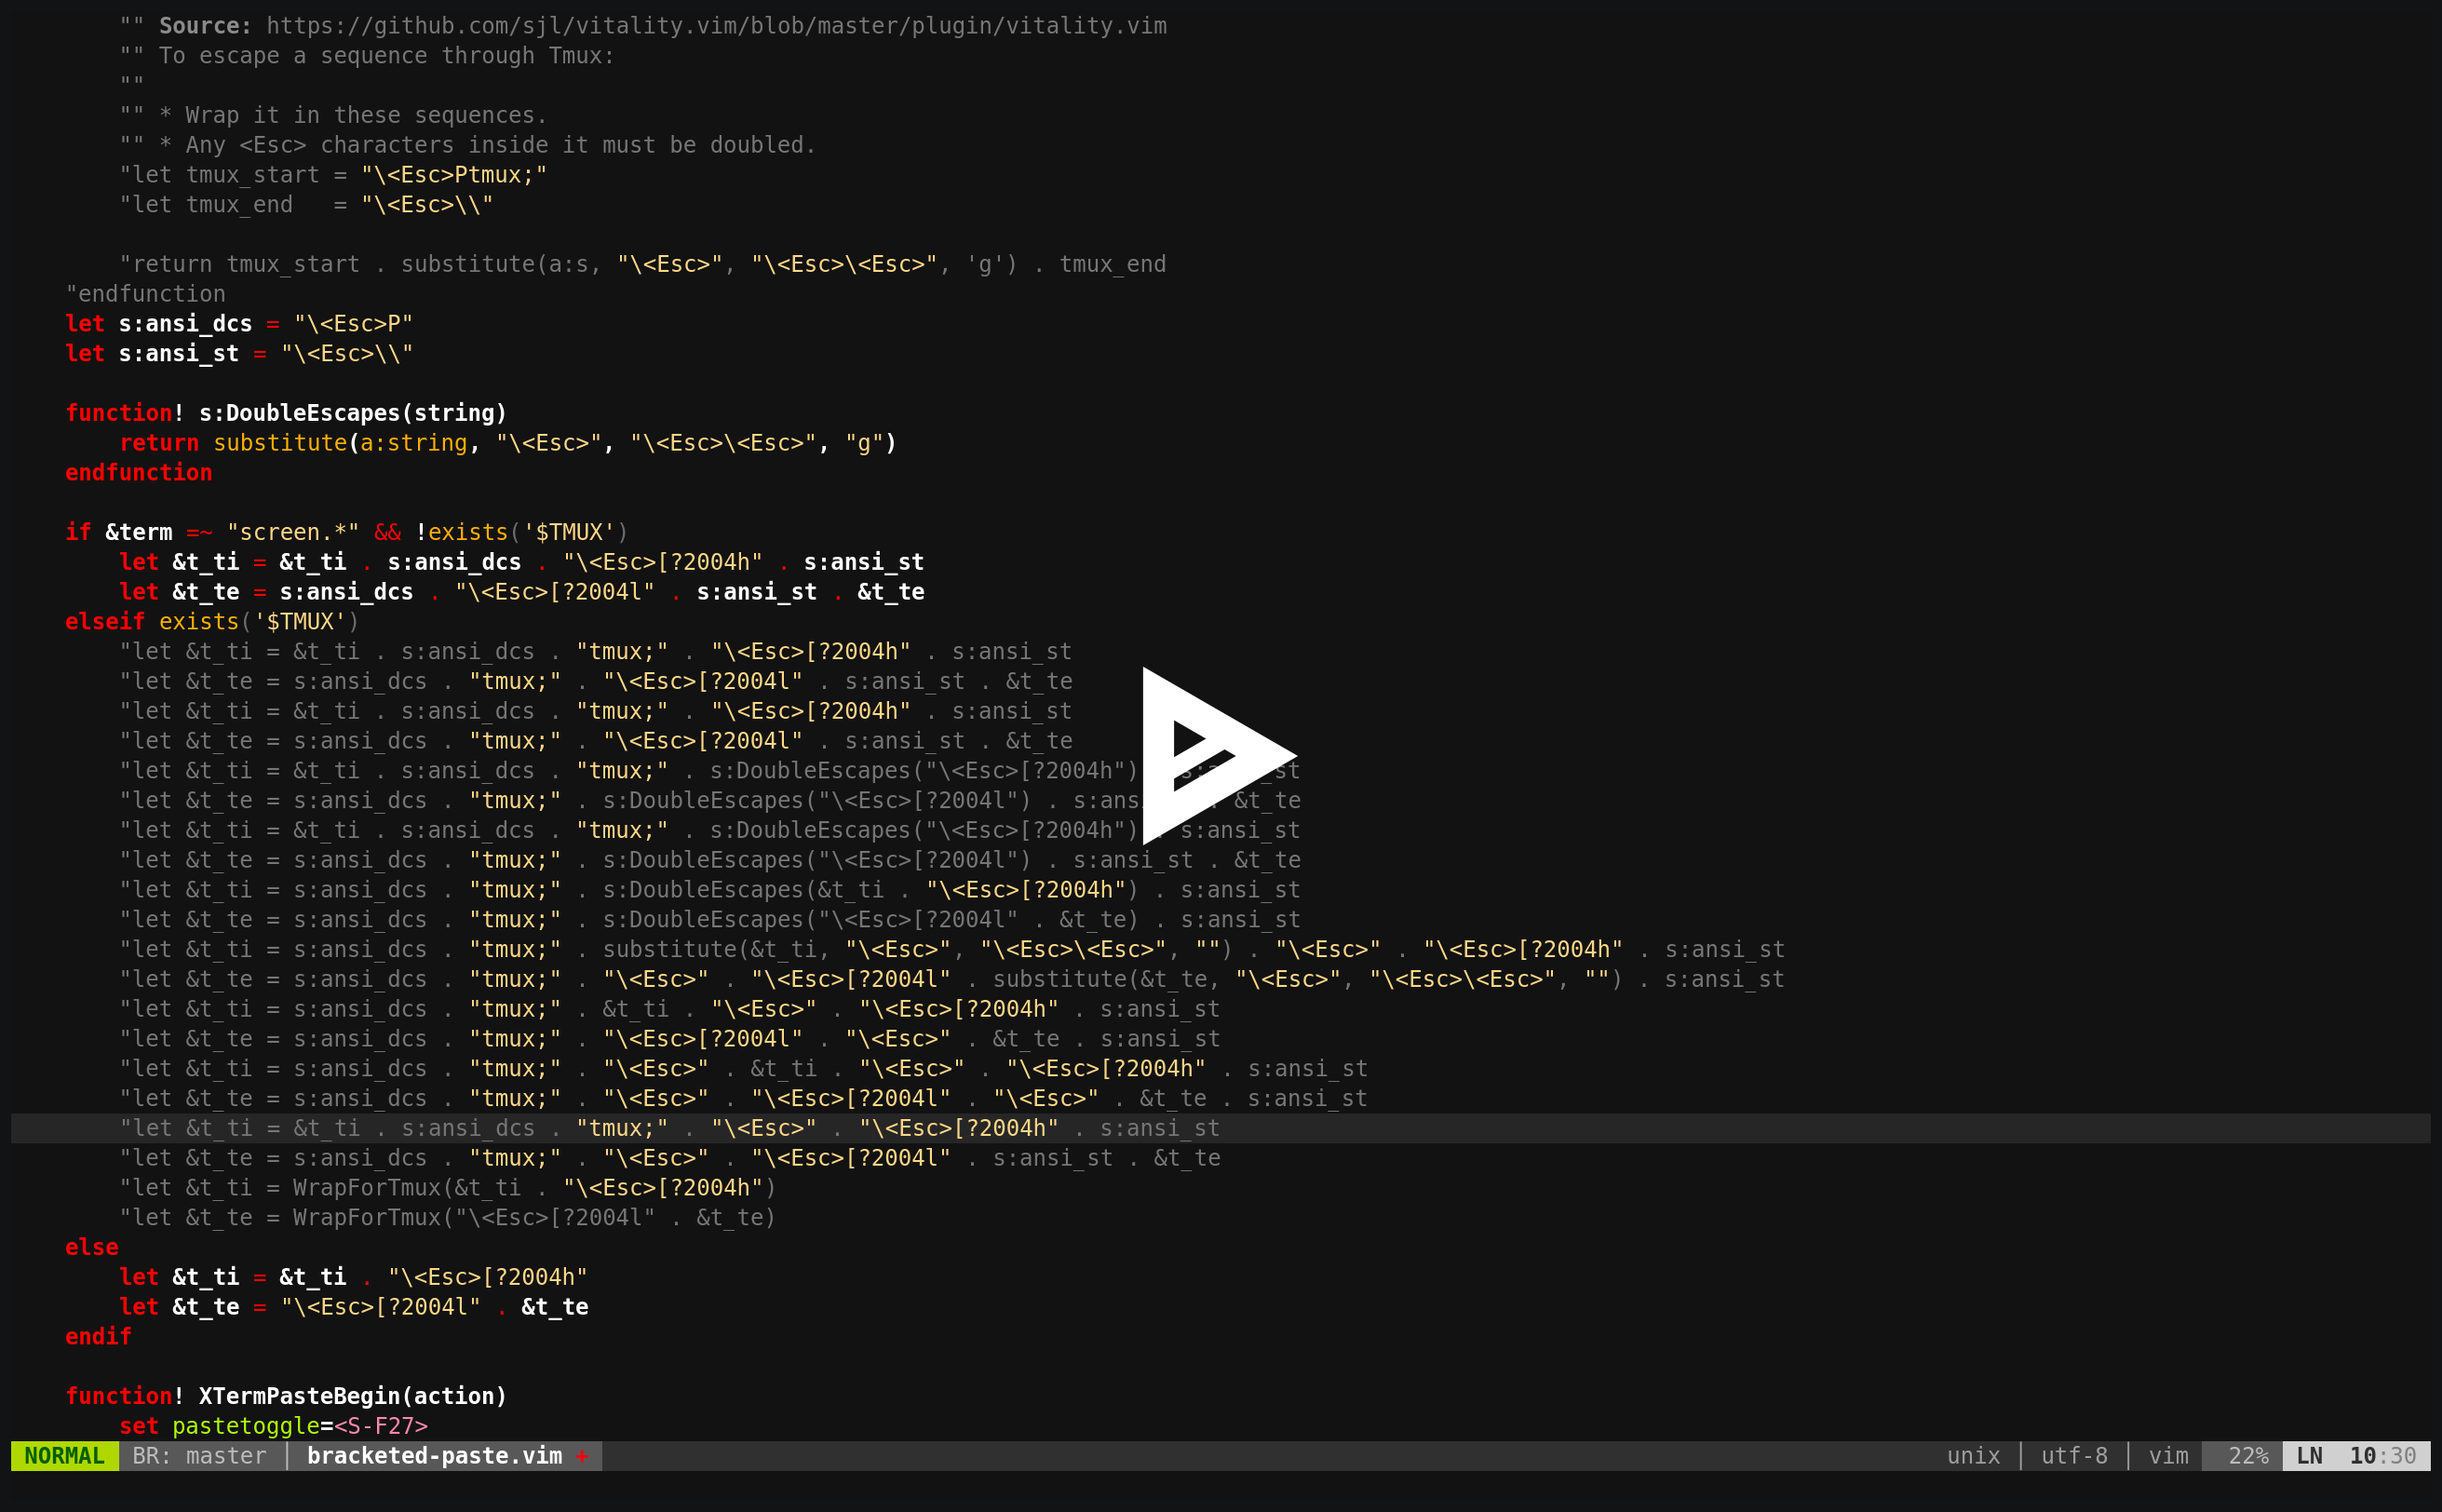 "" Source: https://github.com/sjl/vitality.vim/blob/master/plugin/vitality.vim
"" To escape a sequence through Tmux:
""
"" * Wrap it in these sequences.
"" * Any <Esc> characters inside it must be doubled.
"let tmux_start = "\<Esc>Ptmux;"
"let tmux_end   = "\<Esc>\\"
"return tmux_start . substitute(a:s, "\<Esc>", "\<Esc>\<Esc>", 'g') . tmux_end
"endfunction
let s:ansi_dcs = "\<Esc>P"
let s:ansi_st = "\<Esc>\\"
function! s:DoubleEscapes(string)
return substitute(a:string, "\<Esc>", "\<Esc>\<Esc>", "g")
endfunction
if &term =~ "screen.*" && !exists('$TMUX')
let &t_ti = &t_ti . s:ansi_dcs . "\<Esc>[?2004h" . s:ansi_st
let &t_te = s:ansi_dcs . "\<Esc>[?2004l" . s:ansi_st . &t_te
elseif exists('$TMUX')
"let &t_ti = &t_ti . s:ansi_dcs . "tmux;" . "\<Esc>[?2004h" . s:ansi_st
"let &t_te = s:ansi_dcs . "tmux;" . "\<Esc>[?2004l" . s:ansi_st . &t_te
"let &t_ti = &t_ti . s:ansi_dcs . "tmux;" . "\<Esc>[?2004h" . s:ansi_st
"let &t_te = s:ansi_dcs . "tmux;" . "\<Esc>[?2004l" . s:ansi_st . &t_te
"let &t_ti = &t_ti . s:ansi_dcs . "tmux;" . s:DoubleEscapes("\<Esc>[?2004h")
"let &t_te = s:ansi_dcs . "tmux;" . s:DoubleEscapes("\<Esc>[?2004l") . &t_te
"let &t_ti = &t_ti . s:ansi_dcs . "tmux;" . s:DoubleEscapes("\<Esc>[?2004h") . s:ansi_st
"let &t_te = s:ansi_dcs . "tmux;" . s:DoubleEscapes("\<Esc>[?2004l") . s:ansi_st . &t_te
"let &t_ti = s:ansi_dcs . "tmux;" . s:DoubleEscapes(&t_ti . "\<Esc>[?2004h") . s:ansi_st
"let &t_te = s:ansi_dcs . "tmux;" . s:DoubleEscapes("\<Esc>[?2004l" . &t_te) . s:ansi_st
"let &t_ti = s:ansi_dcs . "tmux;" . substitute(&t_ti, "\<Esc>", "\<Esc>\<Esc>", "") . "\<Esc>" . "\<Esc>[?2004h" . s:ansi_st
"let &t_te = s:ansi_dcs . "tmux;" . "\<Esc>" . "\<Esc>[?2004l" . substitute(&t_te, "\<Esc>", "\<Esc>\<Esc>", "") . s:ansi_st
"let &t_ti = s:ansi_dcs . "tmux;" . &t_ti . "\<Esc>" . "\<Esc>[?2004h" . s:ansi_st
"let &t_te = s:ansi_dcs . "tmux;" . "\<Esc>[?2004l" . "\<Esc>" . &t_te . s:ansi_st
"let &t_ti = s:ansi_dcs . "tmux;" . "\<Esc>" . &t_ti . "\<Esc>" . "\<Esc>[?2004h" . s:ansi_st
"let &t_te = s:ansi_dcs . "tmux;" . "\<Esc>" . "\<Esc>[?2004l" . "\<Esc>" . &t_te . s:ansi_st
"let &t_ti = &t_ti . s:ansi_dcs . "tmux;" . "\<Esc>" . "\<Esc>[?2004h" . s:ansi_st
"let &t_te = s:ansi_dcs . "tmux;" . "\<Esc>" . "\<Esc>[?2004l" . s:ansi_st . &t_te
"let &t_ti = WrapForTmux(&t_ti . "\<Esc>[?2004h")
"let &t_te = WrapForTmux("\<Esc>[?2004l" . &t_te)
else
let &t_ti = &t_ti . "\<Esc>[?2004h"
let &t_te = "\<Esc>[?2004l" . &t_te
endif
function! XTermPasteBegin(action)
set pastetoggle=<S-F27>
NORMAL BR: master │ bracketed-paste.vim + unix │ utf-8 │ vim 22% LN 10:30